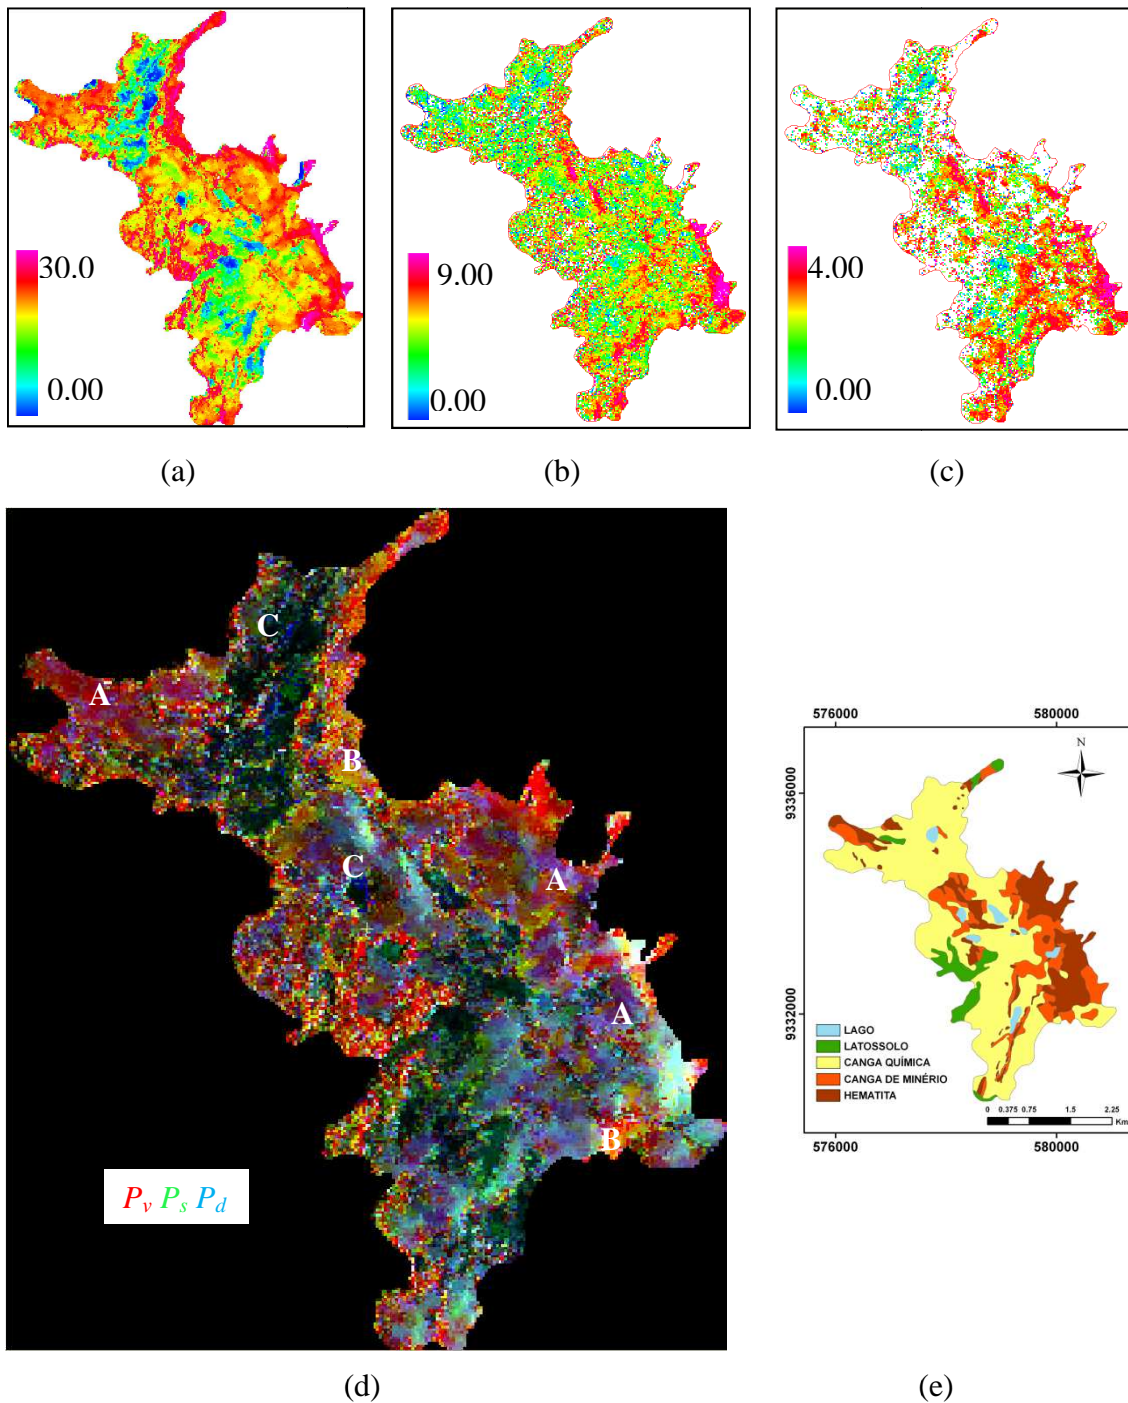 30.0
0.00
9.00
0.00
4.00
0.00
(a)
(b)
(c)
C
A
B
C
A
A
B
Pv Ps Pd
(d)
576000
580000
N
9336000
9332000
LAGO
LATOSSOLO
CANGA QUÍMICA
CANGA DE MINÉRIO
HEMATITA
0 0.375 0.75 1.5 2.25
Km
576000
580000
(e)